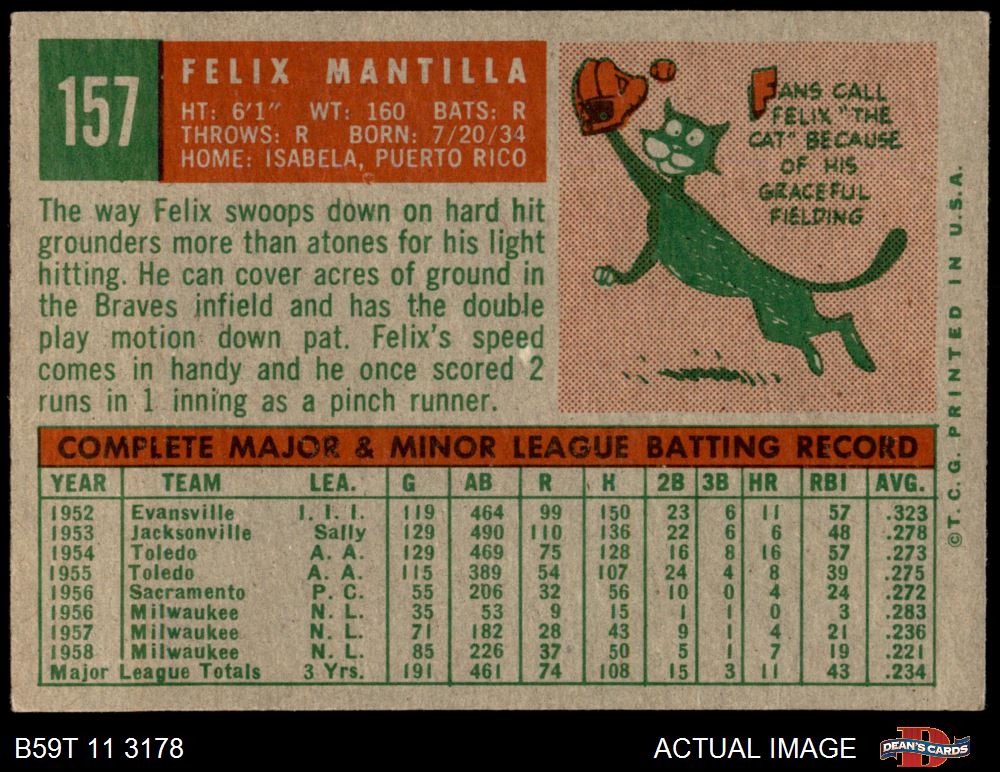 157
FELIX MANTILLA
HT: 6'1" WT: 160 BATS: R
THROWS: R BORN: 7/20/34
HOME: ISABELA, PUERTO RICO
The way Felix swoops down on hard hit
grounders more than atones for his light
hitting. He can cover acres of ground in
the Braves infield and has the double
play motion down pat. Felix's speed
comes in handy and he once scored 2
runs in 1 inning as a pinch runner.
FANS CALL
FELIX "THE
CAT" BECAUSE
OF HIS
GRACEFUL
FIELDING
COMPLETE MAJOR & MINOR LEAGUE BATTING RECORD
YEAR TEAM LEA. G AB R H 2B 3B HR RBI AVG.
1952 Evansville I. I. I. 119 464 99 150 23 6 11 57 .323
1953 Jacksonville Sally 129 490 110 136 22 6 6 48 .278
1954 Toledo A. A. 129 469 75 128 16 8 16 57 .273
1955 Toledo A. A. 115 389 54 107 24 4 8 39 .275
1956 Sacramento P. C. 55 206 32 56 10 0 4 24 .272
1956 Milwaukee N. L. 35 53 9 15 1 1 0 3 .283
1957 Milwaukee N. L. 71 182 28 43 9 1 4 21 .236
1958 Milwaukee N. L. 85 226 37 50 5 1 7 19 .221
Major League Totals 3 Yrs. 191 461 74 108 15 3 11 43 .234
©T. C. G. PRINTED IN U.S.A.
B59T 11 3178
ACTUAL IMAGE
DEAN'S CARDS